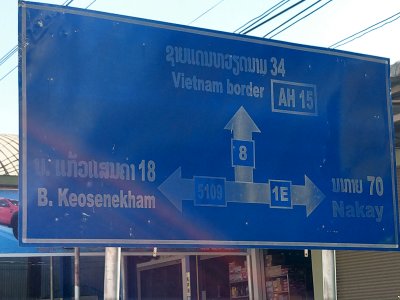 ຊາຍແດນຫວຽດນາມ 34
Vietnam border
AH 15
8
ບ. ແກ້ວແສນຄຳ 18
B. Keosenekham
5109
1E
ມ.ນາກາຍ 70
Nakay